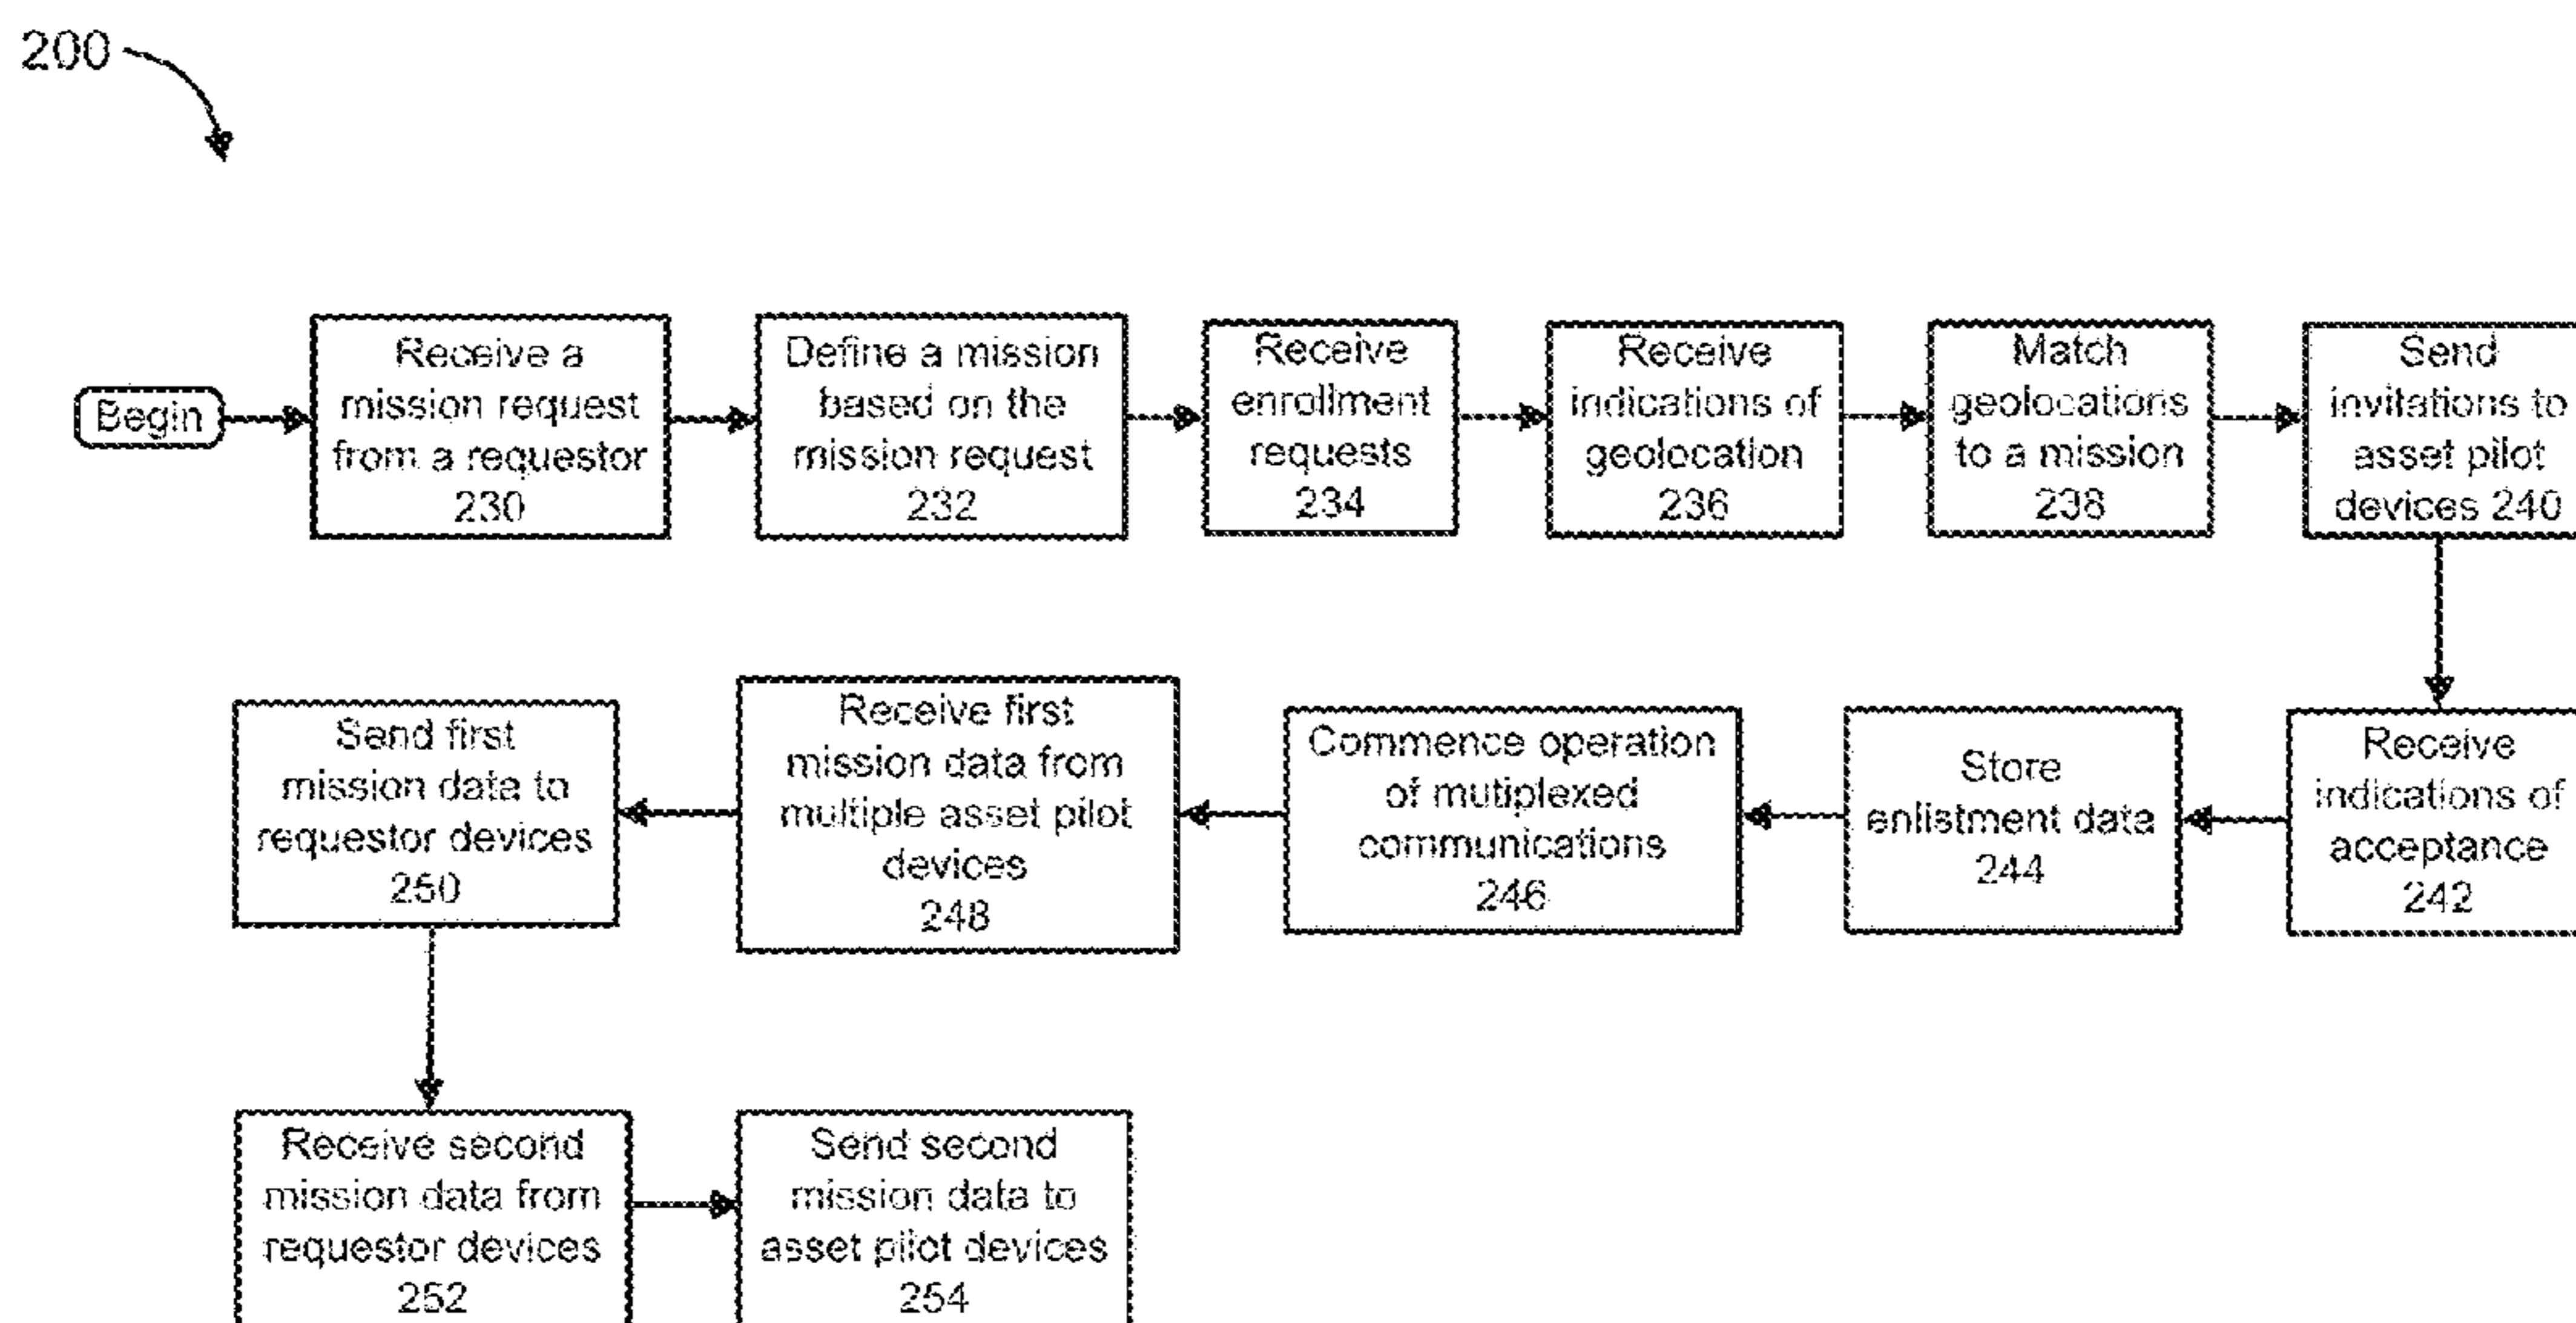 200
Begin
Receive a
mission request
from a requestor
230
Define a mission
based on the
mission request
232
Receive
enrollment
requests
234
Receive
indications of
geolocation
236
Match
geolocations
to a mission
238
Send
invitations to
asset pilot
devices 240
Receive
indications of
acceptance
242
Store
enlistment data
244
Commence operation
of mutiplexed
communications
246
Receive first
mission data from
multiple asset pilot
devices
248
Send first
mission data to
requestor devices
250
Receive second
mission data from
requestor devices
252
Send second
mission data to
asset pilot devices
254